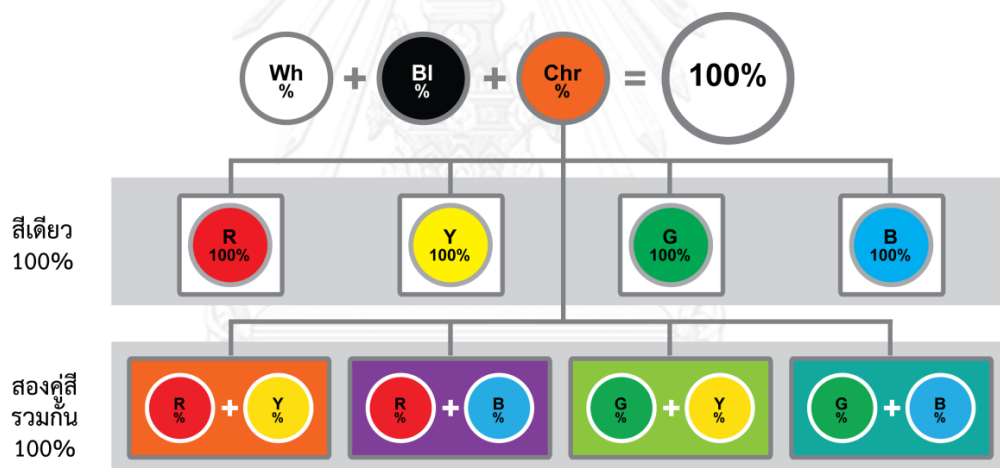 Wh % + Bl % + Chr % = 100%
สีเดียว
100%
R 100% Y 100% G 100% B 100%
สองคู่สี
รวมกัน
100%
R % + Y % R % + B % G % + Y % G % + B %